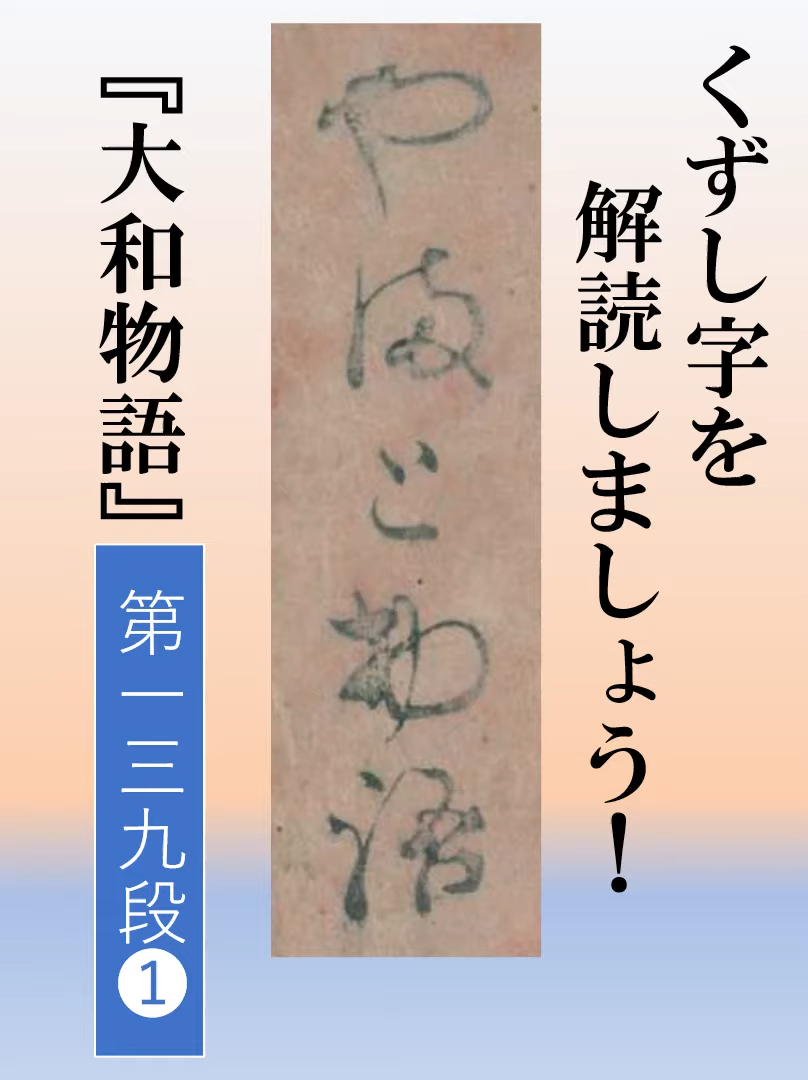 くずし字を
解読しましょう!
やまと物語
『大和物語』
第一三九段❶